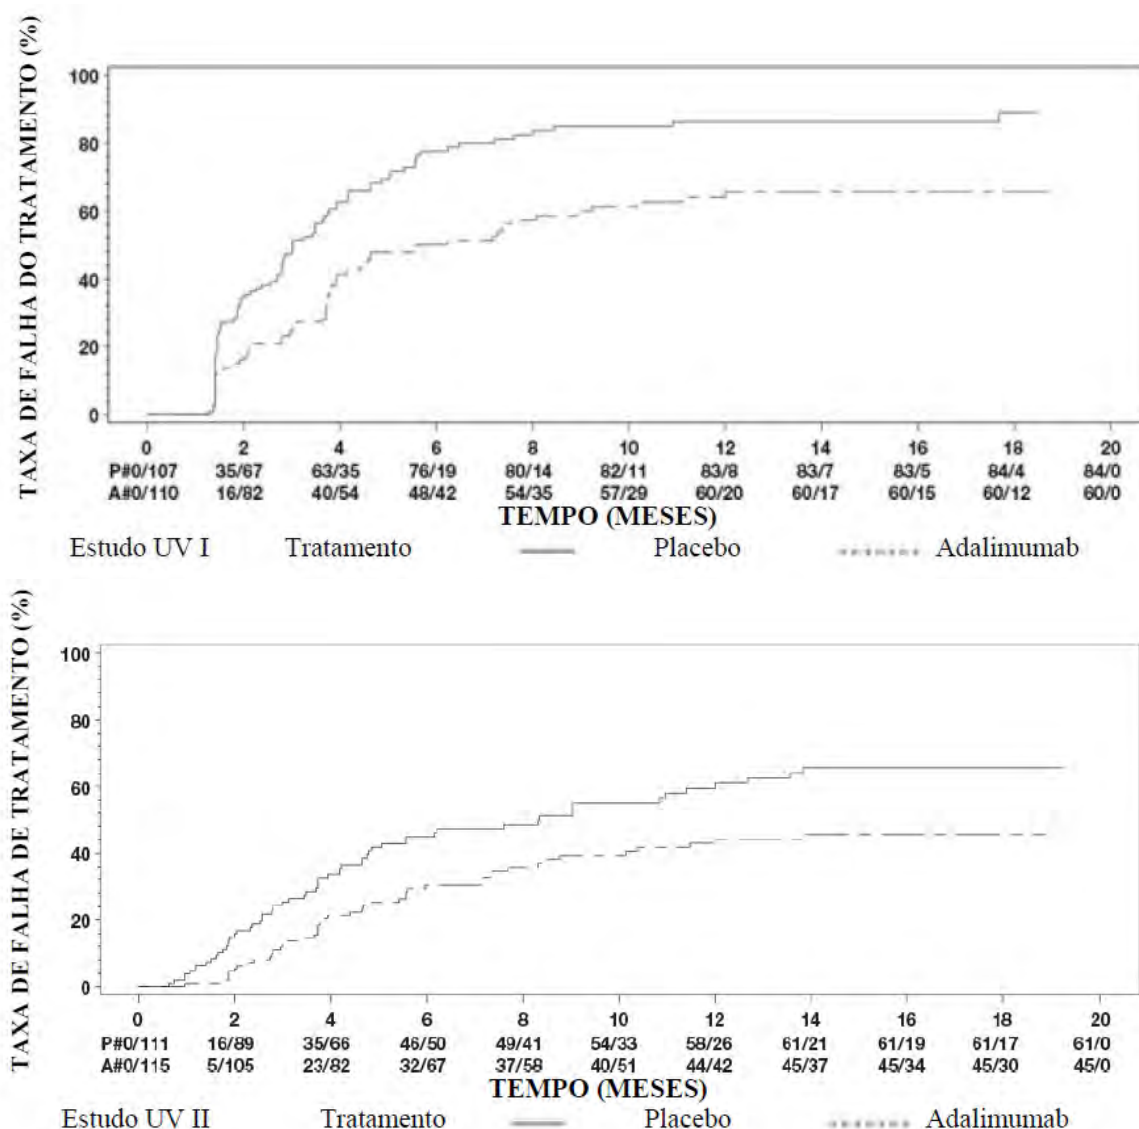 TAXA DE FALHA DO TRATAMENTO (%)
100
80
60
40
20
0
0 2 4 6 8 10 12 14 16 18 20
P#0/107 35/67 63/35 76/19 80/14 82/11 83/8 83/7 83/5 84/4 84/0
A#0/110 16/82 40/54 48/42 54/35 57/29 60/20 60/17 60/15 60/12 60/0
TEMPO (MESES)
Estudo UV I Tratamento Placebo Adalimumab
TAXA DE FALHA DE TRATAMENTO (%)
100
80
60
40
20
0
0 2 4 6 8 10 12 14 16 18 20
P#0/111 16/89 35/66 46/50 49/41 54/33 58/26 61/21 61/19 61/17 61/0
A#0/115 5/105 23/82 32/67 37/58 40/51 44/42 45/37 45/34 45/30 45/0
TEMPO (MESES)
Estudo UV II Tratamento Placebo Adalimumab